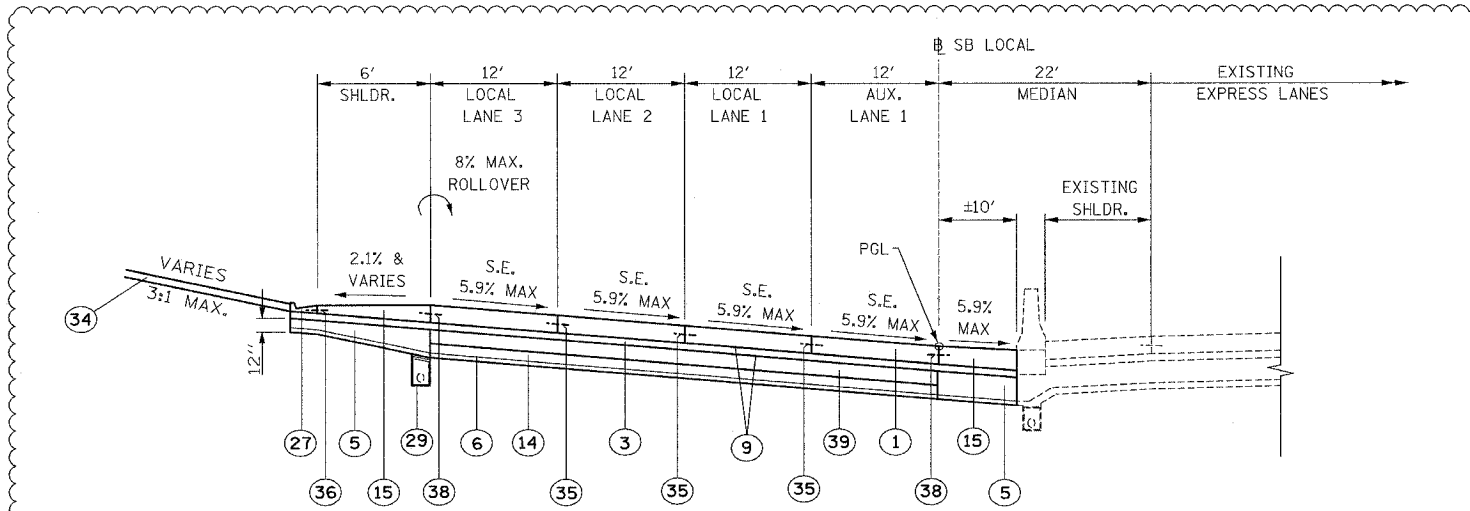 B SB LOCAL
6' 12' 12' 12' 12' 22' EXISTING
SHLDR. LOCAL LOCAL LOCAL AUX. MEDIAN EXPRESS LANES
LANE 3 LANE 2 LANE 1 LANE 1
8% MAX.
ROLLOVER
EXISTING
±10' SHLDR.
PGL
VARIES
3:1 MAX.
2.1% &
VARIES
S.E.
5.9% MAX
S.E.
5.9% MAX
S.E.
5.9% MAX
S.E.
5.9% MAX
5.9%
MAX
34
12"
27 5 29 6 14 3 9 39 1 15
36 15 38 35 35 35 38 5